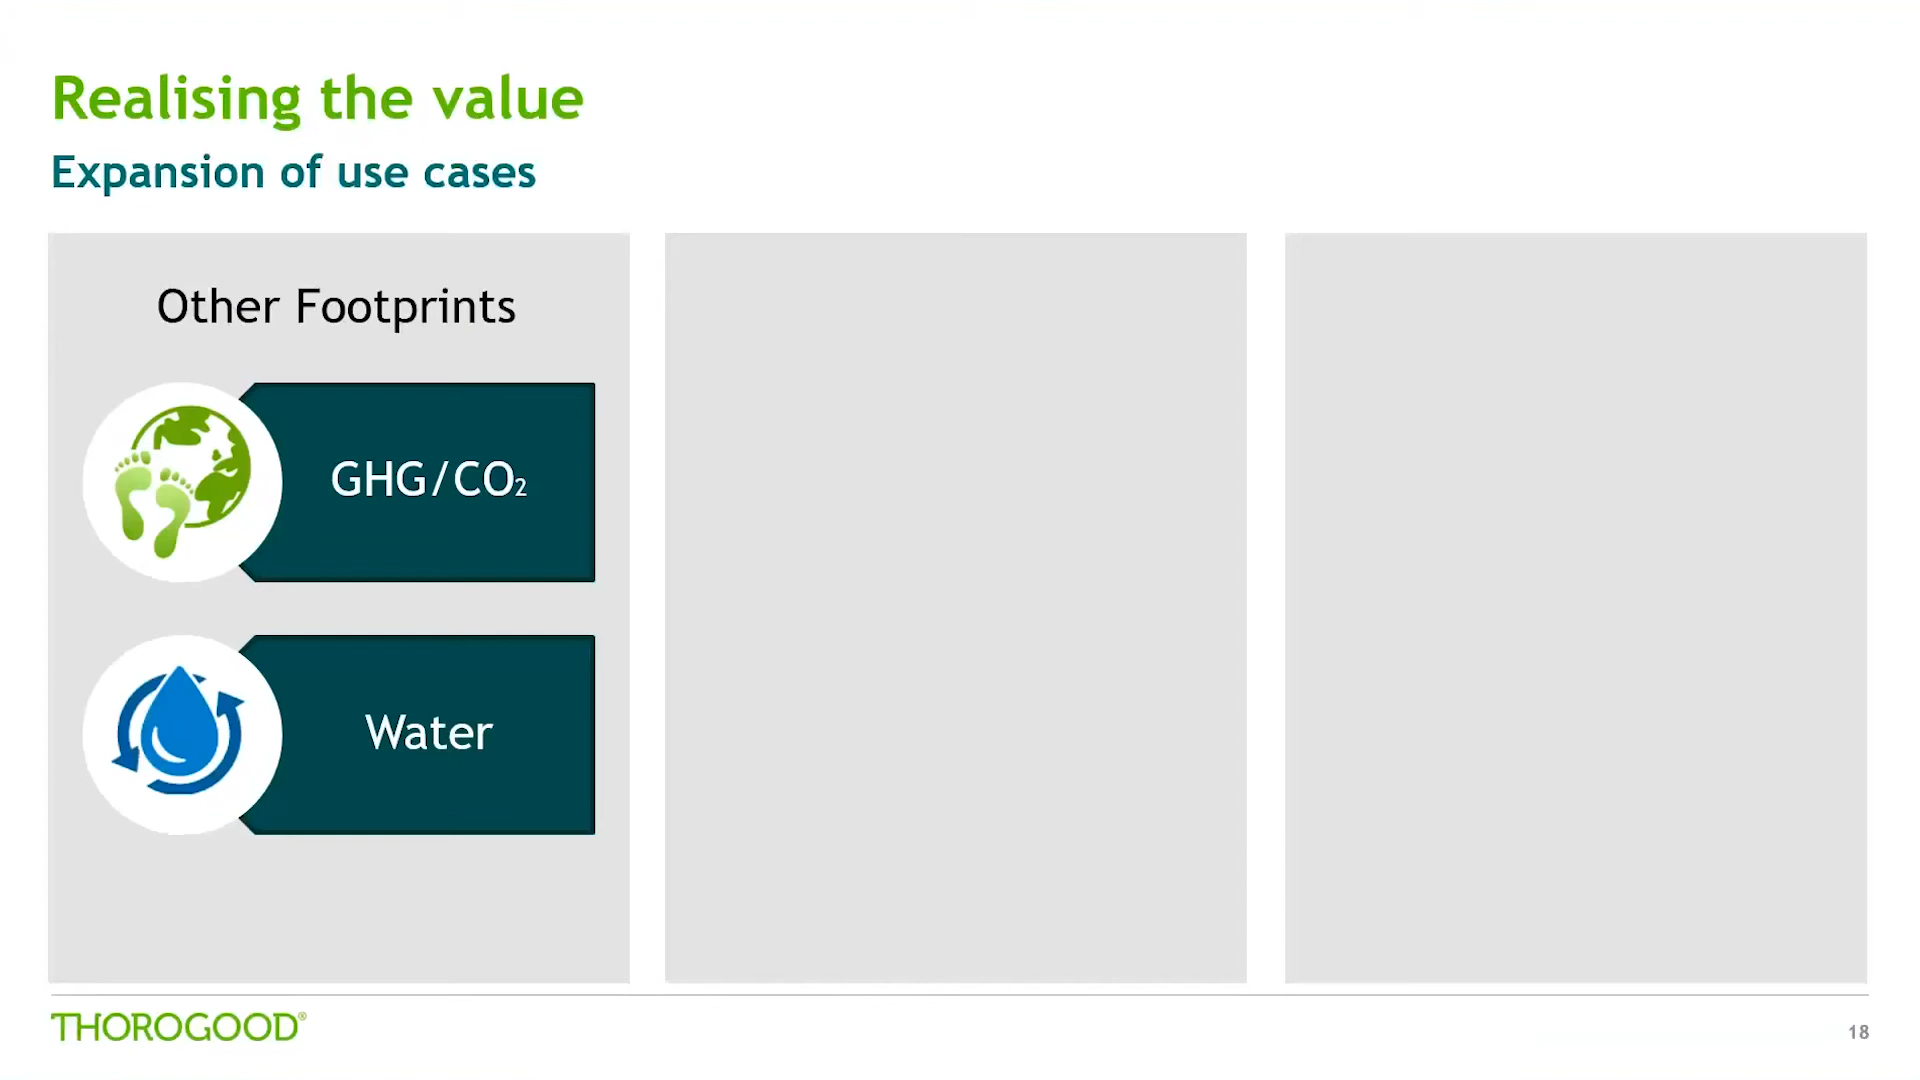 Realising the value
Expansion of use cases
Other Footprints
GHG/CO₂
Water
THOROGOOD®
18